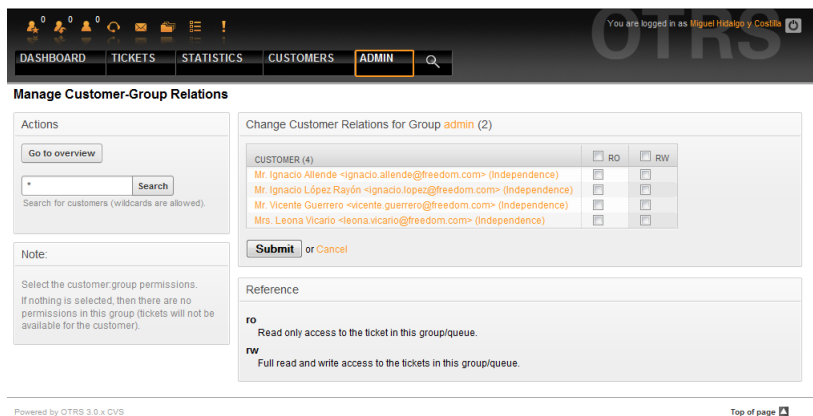 0 0 0
You are logged in as Miguel Hidalgo y Costilla
OTRS
DASHBOARD TICKETS STATISTICS CUSTOMERS ADMIN
Manage Customer-Group Relations
Actions
Go to overview
* Search
Search for customers (wildcards are allowed).
Note:
Select the customer:group permissions.
If nothing is selected, then there are no
permissions in this group (tickets will not be
available for the customer).
Change Customer Relations for Group admin (2)
CUSTOMER (4) RO RW
Mr. Ignacio Allende <ignacio.allende@freedom.com> (Independence)
Mr. Ignacio López Rayón <ignacio.lopez@freedom.com> (Independence)
Mr. Vicente Guerrero <vicente.guerrero@freedom.com> (Independence)
Mrs. Leona Vicario <leona.vicario@freedom.com> (Independence)
Submit or Cancel
Reference
ro
Read only access to the ticket in this group/queue.
rw
Full read and write access to the tickets in this group/queue.
Powered by OTRS 3.0.x CVS
Top of page